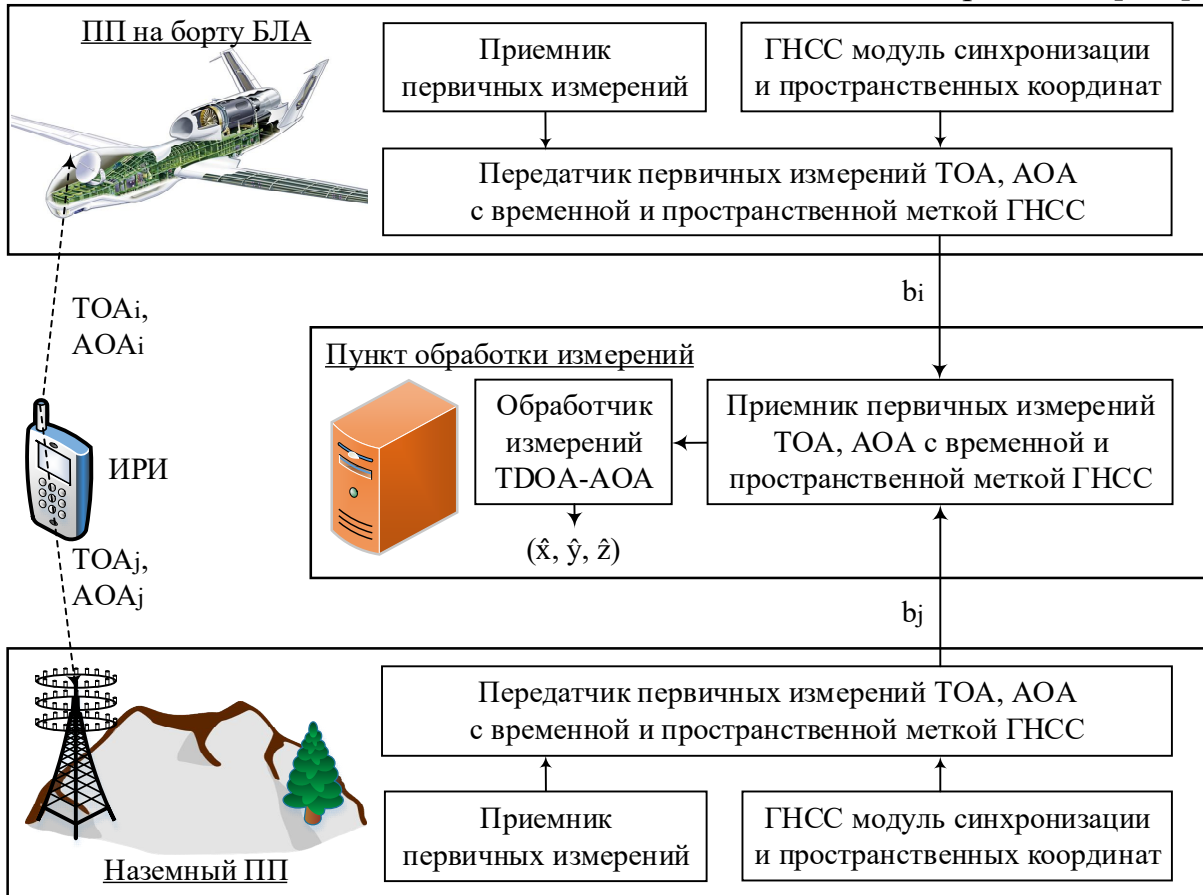 ПП на борту БЛА
Приемник
первичных измерений
ГНСС модуль синхронизации
и пространственных координат
Передатчик первичных измерений TOA, AOA
с временной и пространственной меткой ГНСС
TOAi,
AOAi
bi
Пункт обработки измерений
Обработчик
измерений
TDOA-AOA
Приемник первичных измерений
TOA, AOA с временной и
пространственной меткой ГНСС
ИРИ
(x̂, ŷ, ẑ)
TOAj,
AOAj
bj
Передатчик первичных измерений TOA, AOA
с временной и пространственной меткой ГНСС
Приемник
первичных измерений
ГНСС модуль синхронизации
и пространственных координат
Наземный ПП